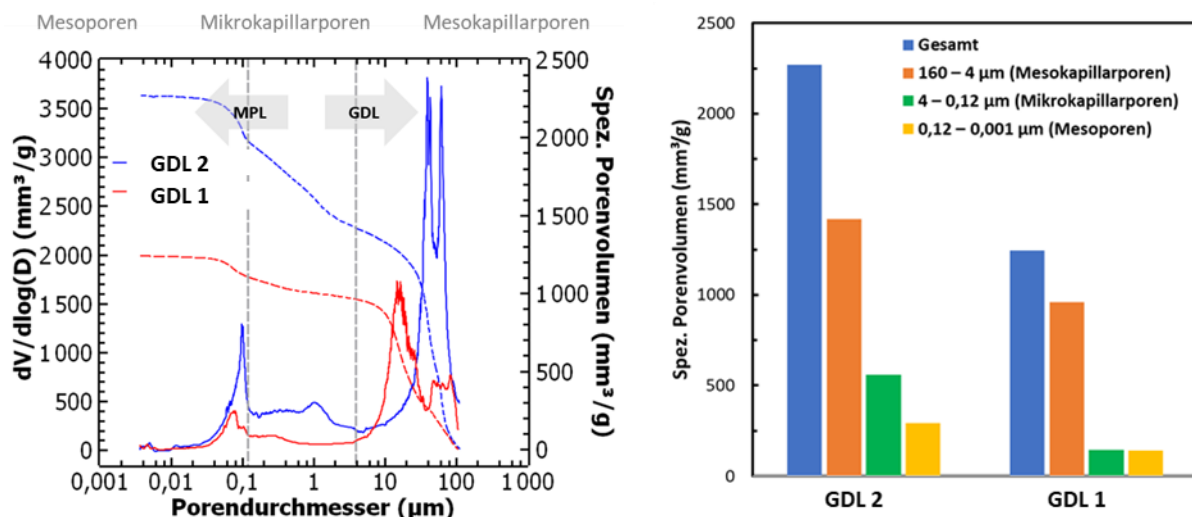 Mesoporen Mikrokapillarporen Mesokapillarporen
dV/dlog(D) (mm³/g)
4 000
3 500
3 000
2 500
2 000
1 500
1 000
500
0
MPL
GDL
GDL 2
GDL 1
2 500
2 000
1 500
1 000
500
0
Spez. Porenvolumen (mm³/g)
0,001 0,01 0,1 1 10 100 1 000
Porendurchmesser (µm)
Spez. Porenvolumen (mm³/g)
2500
2000
1500
1000
500
0
Gesamt
160 – 4 µm (Mesokapillarporen)
4 – 0,12 µm (Mikrokapillarporen)
0,12 – 0,001 µm (Mesoporen)
GDL 2 GDL 1